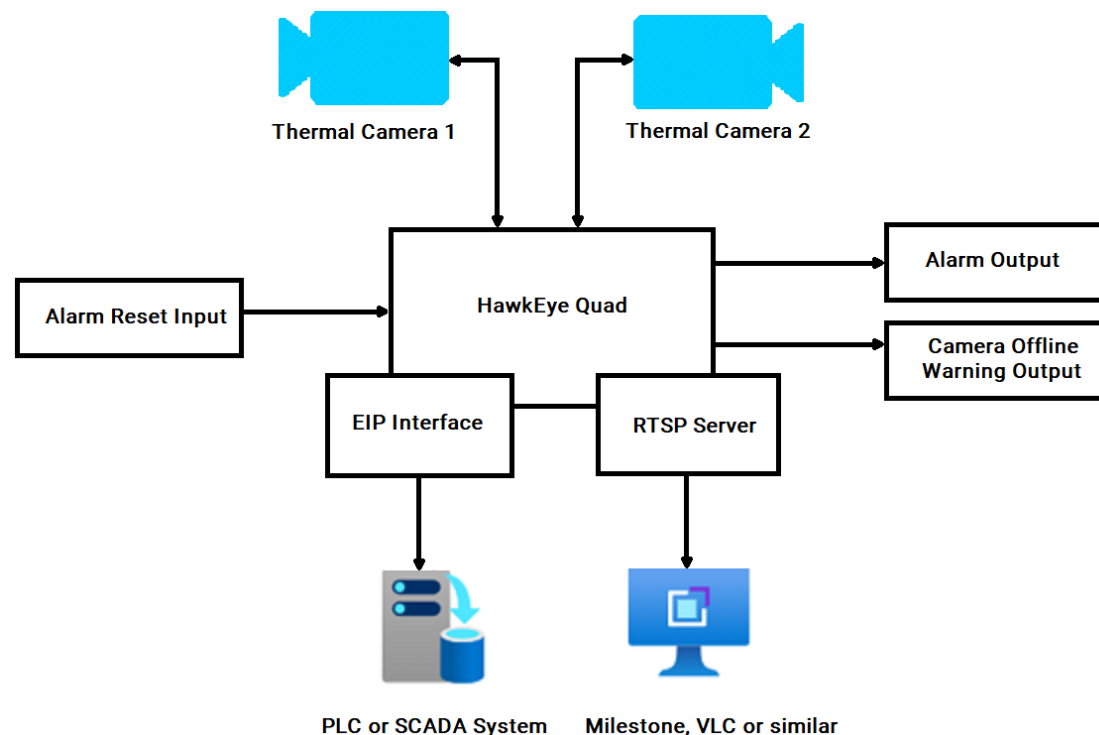 Thermal Camera 1
Thermal Camera 2
HawkEye Quad
Alarm Reset Input
Alarm Output
Camera Offline
Warning Output
EIP Interface
RTSP Server
PLC or SCADA System
Milestone, VLC or similar